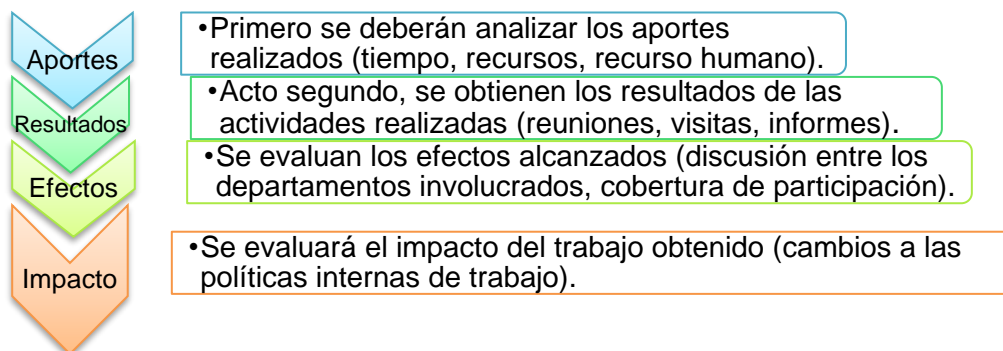 Aportes
•Primero se deberán analizar los aportes
realizados (tiempo, recursos, recurso humano).
Resultados
•Acto segundo, se obtienen los resultados de las
actividades realizadas (reuniones, visitas, informes).
Efectos
•Se evaluan los efectos alcanzados (discusión entre los
departamentos involucrados, cobertura de participación).
Impacto
•Se evaluará el impacto del trabajo obtenido (cambios a las
políticas internas de trabajo).